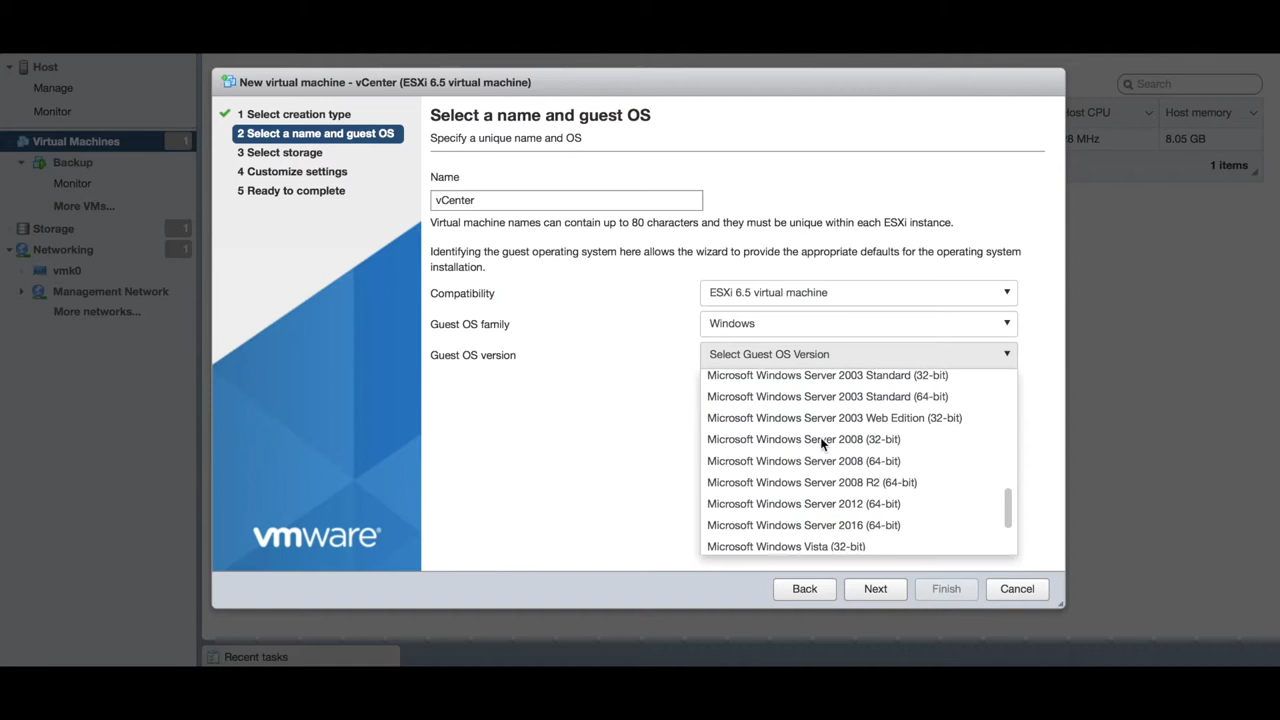 New virtual machine - vCenter (ESXi 6.5 virtual machine)
Host
Manage
Monitor
Virtual Machines 1
Backup
Monitor
More VMs...
Storage 1
Networking 1
vmk0
Management Network
More networks...
1 Select creation type
2 Select a name and guest OS
3 Select storage
4 Customize settings
5 Ready to complete
vmware®
Select a name and guest OS
Specify a unique name and OS
Name
vCenter
Virtual machine names can contain up to 80 characters and they must be unique within each ESXi instance.
Identifying the guest operating system here allows the wizard to provide the appropriate defaults for the operating system
installation.
Compatibility ESXi 6.5 virtual machine
Guest OS family Windows
Guest OS version Select Guest OS Version
Microsoft Windows Server 2003 Standard (32-bit)
Microsoft Windows Server 2003 Standard (64-bit)
Microsoft Windows Server 2003 Web Edition (32-bit)
Microsoft Windows Server 2008 (32-bit)
Microsoft Windows Server 2008 (64-bit)
Microsoft Windows Server 2008 R2 (64-bit)
Microsoft Windows Server 2012 (64-bit)
Microsoft Windows Server 2016 (64-bit)
Microsoft Windows Vista (32-bit)
Back Next Finish Cancel
Search
CPU Host memory
MHz 8.05 GB
1 items
Recent tasks